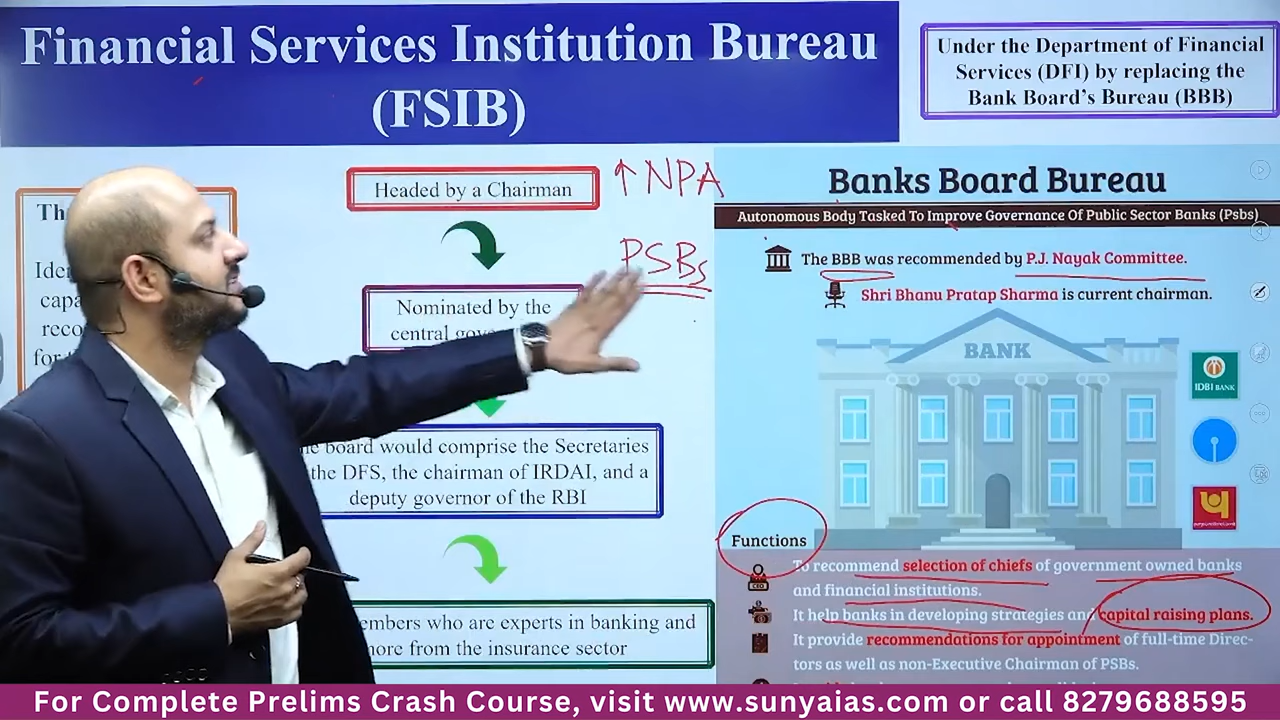 Financial Services Institution Bureau
(FSIB)
Under the Department of Financial
Services (DFI) by replacing the
Bank Board's Bureau (BBB)
Th
Iden
capa
reco
for
Headed by a Chairman
Nominated by the
central gove
board would comprise the Secretaries
the DFS, the chairman of IRDAI, and a
deputy governor of the RBI
embers who are experts in banking and
more from the insurance sector
↑ NPA
PSBs
Banks Board Bureau
Autonomous Body Tasked To Improve Governance Of Public Sector Banks (Psbs)
The BBB was recommended by P.J. Nayak Committee.
Shri Bhanu Pratap Sharma is current chairman.
BANK
IDBI BANK
Functions
To recommend selection of chiefs of government owned banks
and financial institutions.
It help banks in developing strategies and capital raising plans.
It provide recommendations for appointment of full-time Direc-
tors as well as non-Executive Chairman of PSBs.
For Complete Prelims Crash Course, visit www.sunyaias.com or call 8279688595